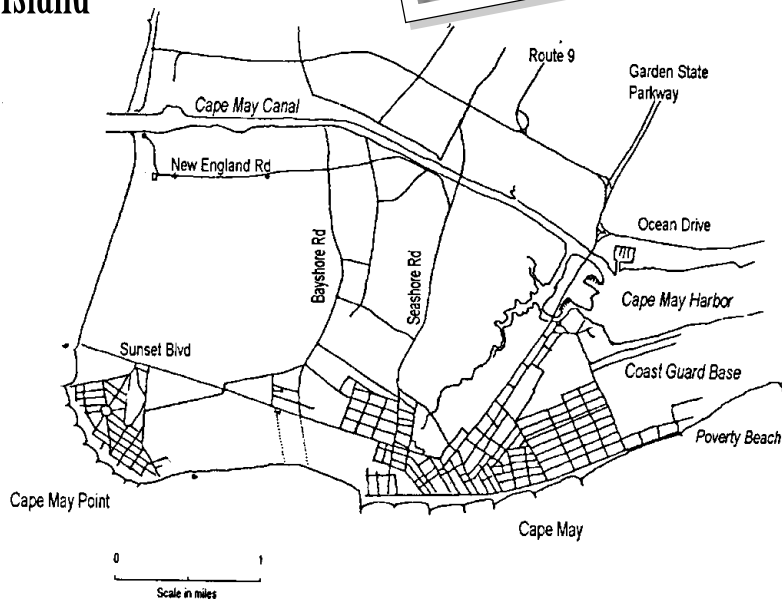 Island
Route 9
Garden State
Parkway
Cape May Canal
New England Rd
Ocean Drive
Bayshore Rd
Seashore Rd
Cape May Harbor
Sunset Blvd
Coast Guard Base
Poverty Beach
Cape May Point
Cape May
0 1
Scale in miles